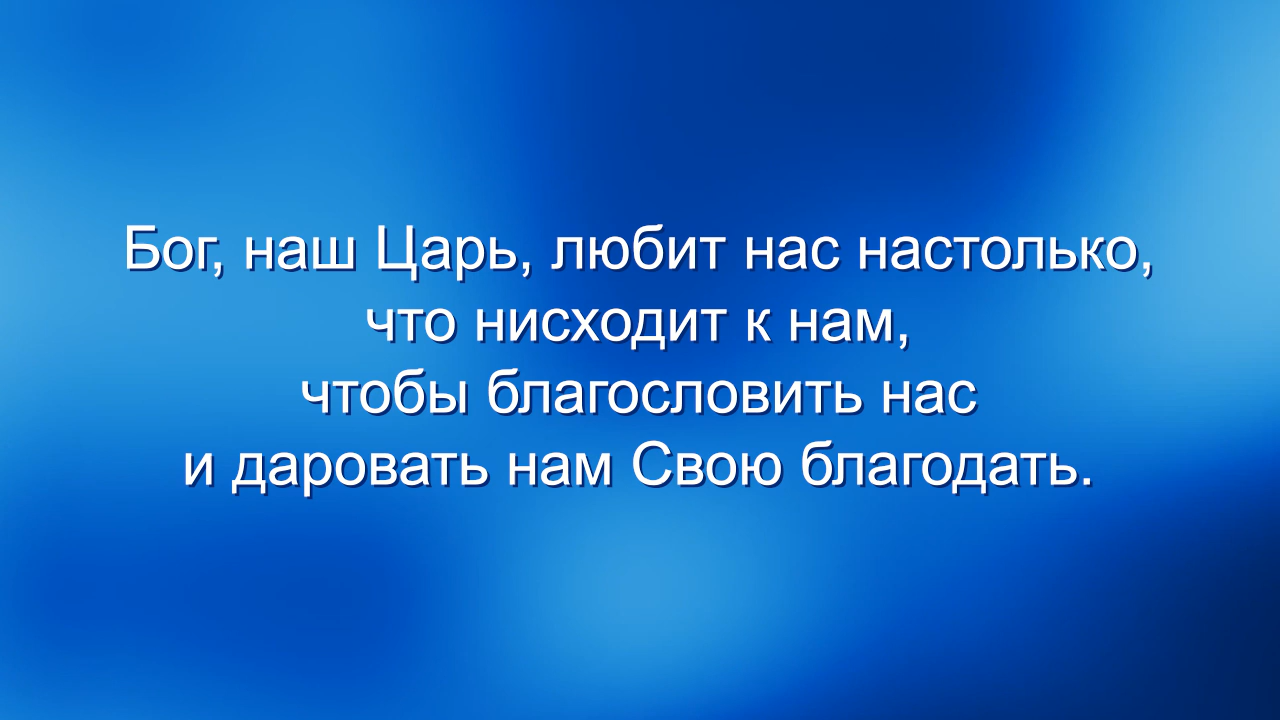 Бог, наш Царь, любит нас настолько,
что нисходит к нам,
чтобы благословить нас
и даровать нам Свою благодать.